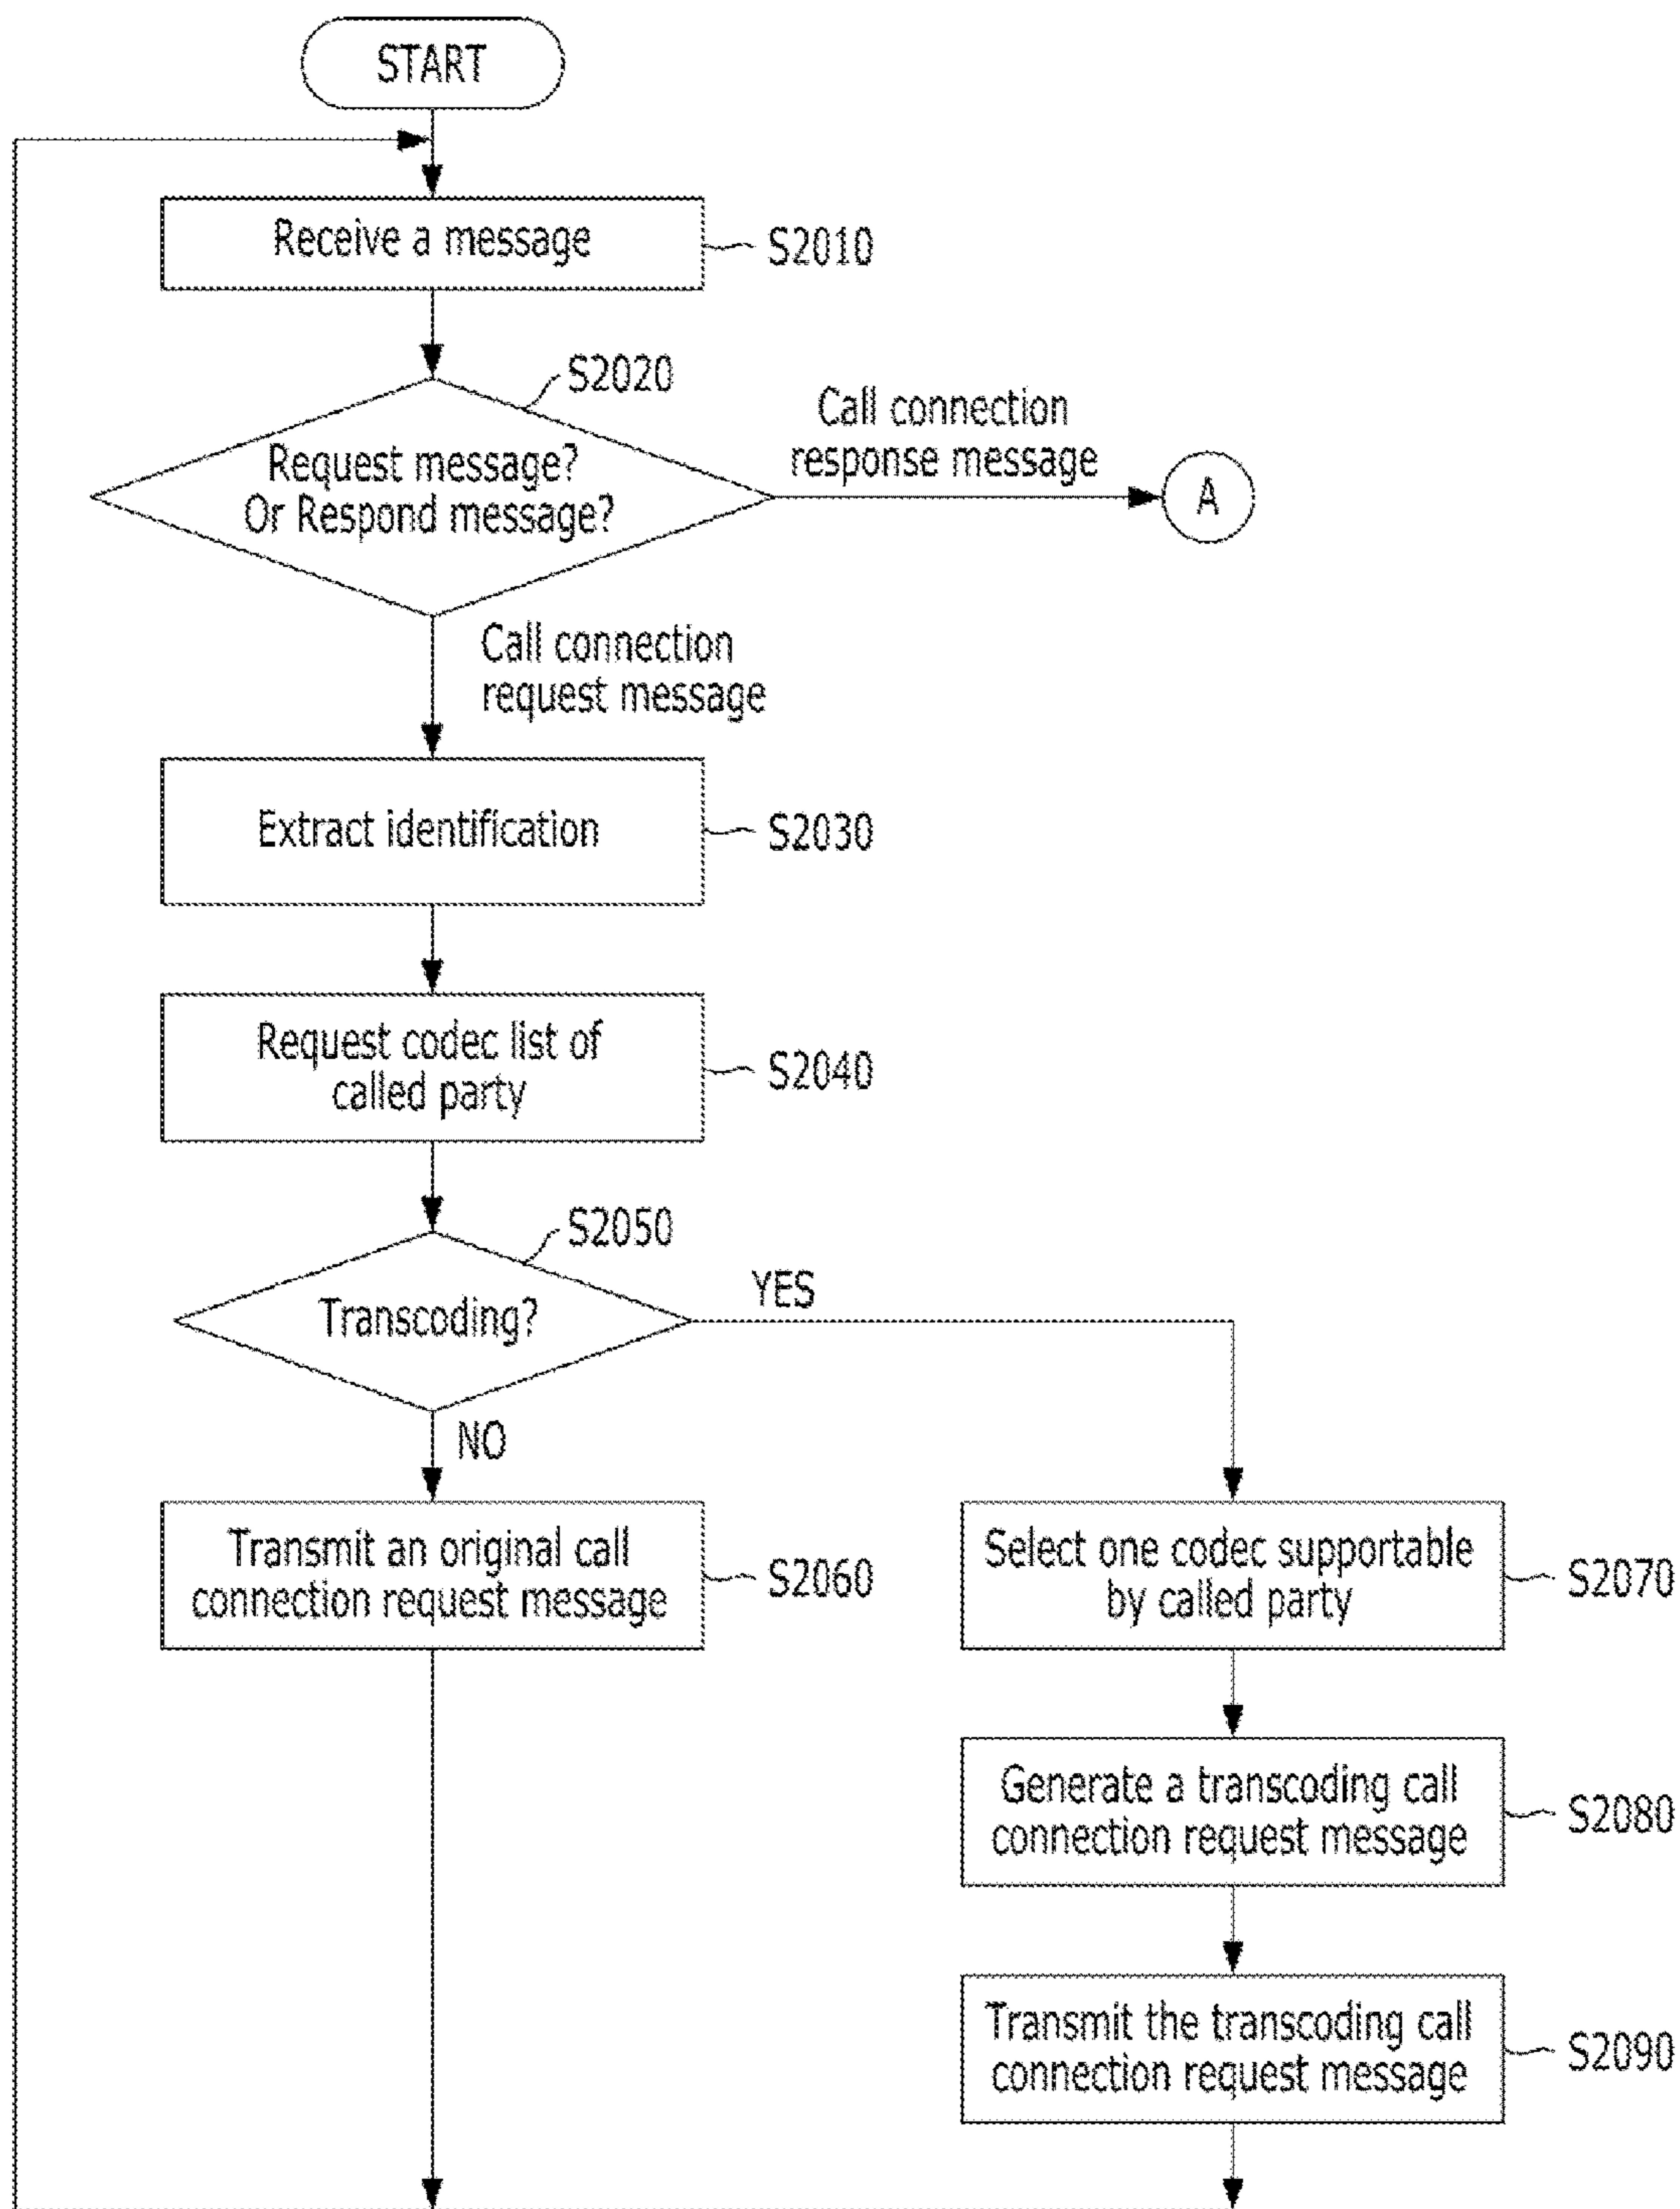 START
Receive a message
S2010
S2020
Request message?
Or Respond message?
Call connection
response message
A
Call connection
request message
Extract identification
S2030
Request codec list of
called party
S2040
S2050
Transcoding?
YES
NO
Transmit an original call
connection request message
S2060
Select one codec supportable
by called party
S2070
Generate a transcoding call
connection request message
S2080
Transmit the transcoding call
connection request message
S2090